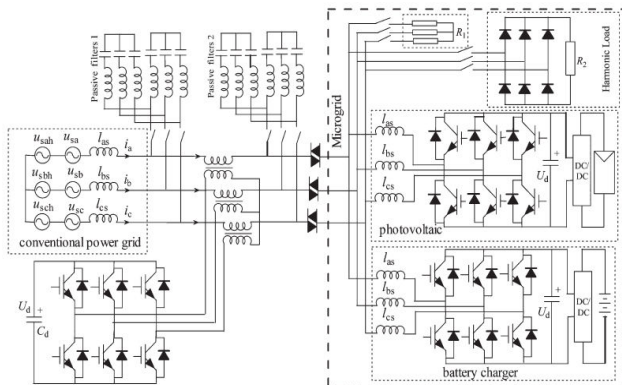 Passive filters 1
Passive filters 2
Microgrid
R1
R2
Harmonic Load
usah
usa
las
ia
usbh
usb
lbs
ib
usch
usc
lcs
ic
conventional power grid
las
lbs
lcs
Ud
+
DC/
DC
photovoltaic
Ud
+
Cd
las
lbs
lcs
Ud
+
DC/
DC
battery charger